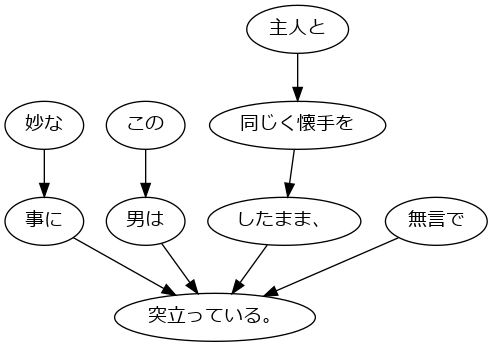 主人と
妙な
この
同じく懐手を
事に
男は
したまま、
無言で
突立っている。